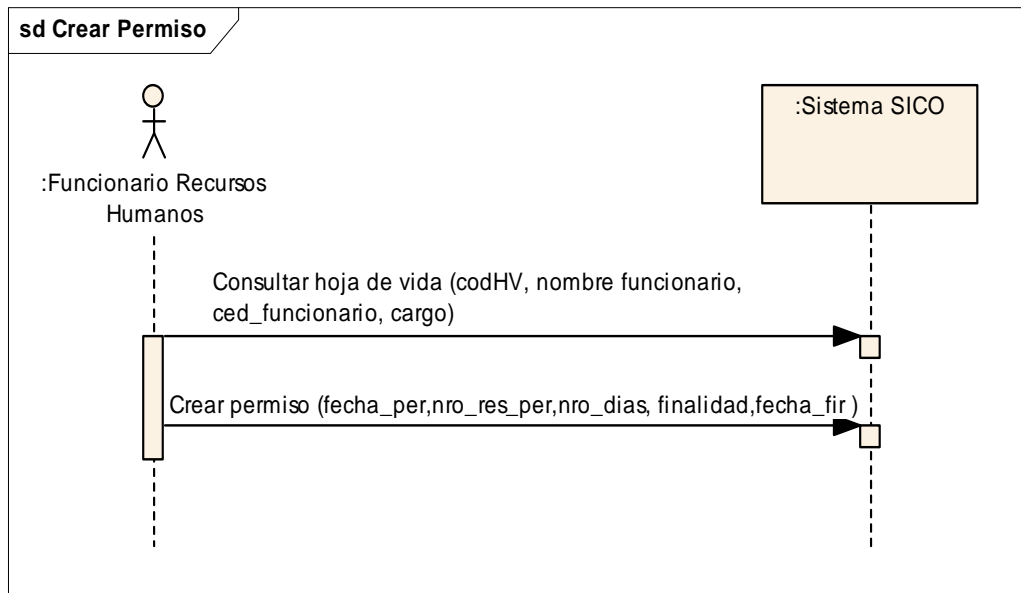 sd Crear Permiso
:Sistema SICO
:Funcionario Recursos
Humanos
Consultar hoja de vida (codHV, nombre funcionario,
ced_funcionario, cargo)
Crear permiso (fecha_per,nro_res_per,nro_dias, finalidad,fecha_fir )